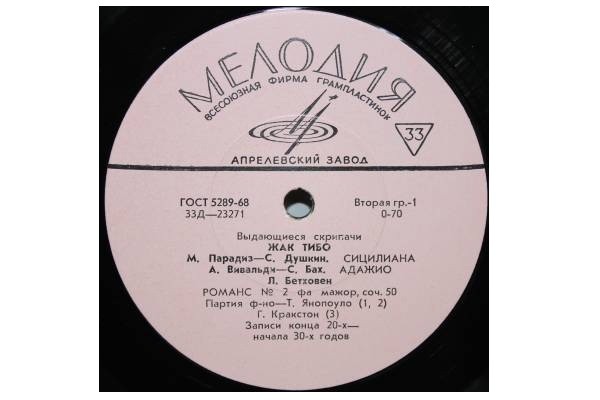 МЕЛОДИЯ
ВСЕСОЮЗНАЯ ФИРМА ГРАМПЛАСТИНОК
33
АПРЕЛЕВСКИЙ ЗАВОД
ГОСТ 5289-68 Вторая гр.-1
33Д—23271 0-70
Выдающиеся скрипачи
ЖАК ТИБО
М. Парадиз—С. Душкин. СИЦИЛИАНА
А. Вивальди—С. Бах. АДАЖИО
Л. Бетховен
РОМАНС № 2 фа мажор, соч. 50
Партия ф-но—Т. Янопоуло (1, 2)
Г. Кракстон (3)
Записи конца 20-х—
начала 30-х годов